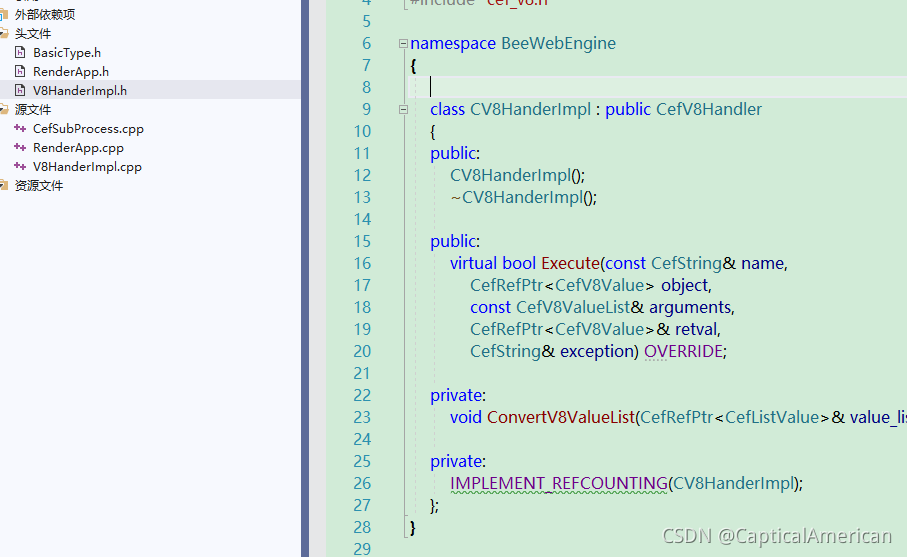 外部依赖项
头文件
BasicType.h
RenderApp.h
V8HanderImpl.h
源文件
CefSubProcess.cpp
RenderApp.cpp
V8HanderImpl.cpp
资源文件
4 #include "cef_v8.h"
5
6 namespace BeeWebEngine
7 {
8
9 class CV8HanderImpl : public CefV8Handler
10 {
11 public:
12 CV8HanderImpl();
13 ~CV8HanderImpl();
14
15 public:
16 virtual bool Execute(const CefString& name,
17 CefRefPtr<CefV8Value> object,
18 const CefV8ValueList& arguments,
19 CefRefPtr<CefV8Value>& retval,
20 CefString& exception) OVERRIDE;
21
22 private:
23 void ConvertV8ValueList(CefRefPtr<CefListValue>& value_lis
24
25 private:
26 IMPLEMENT_REFCOUNTING(CV8HanderImpl);
27 };
28 }
29
CSDN @CapticalAmerican